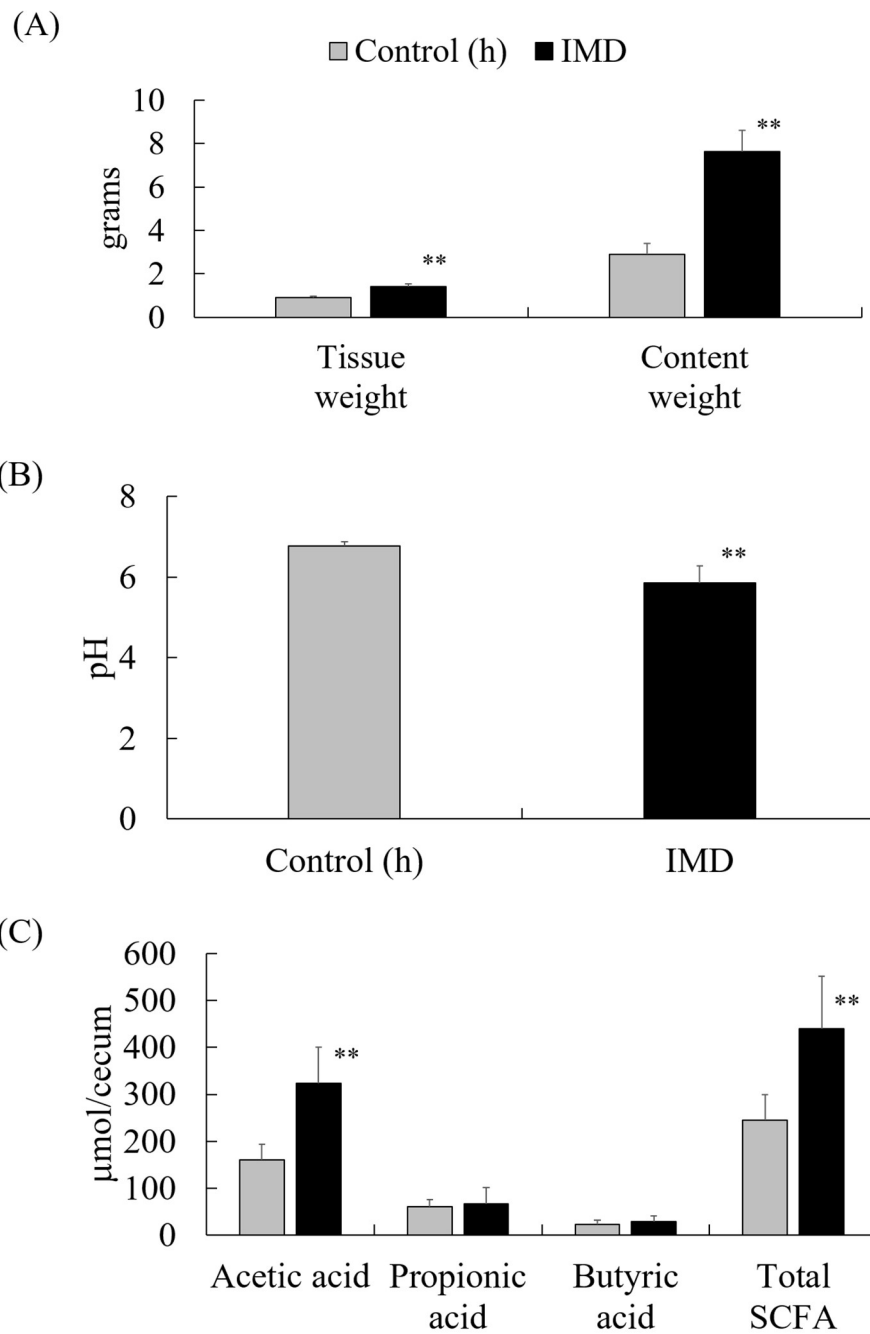 (A)
Control (h) IMD
10
8
6
4
2
0
grams
**
**
Tissue
weight
Content
weight
(B)
8
6
4
2
0
pH
**
Control (h)
IMD
(C)
600
500
400
300
200
100
0
µmol/cecum
**
**
Acetic acid
Propionic
acid
Butyric
acid
Total
SCFA